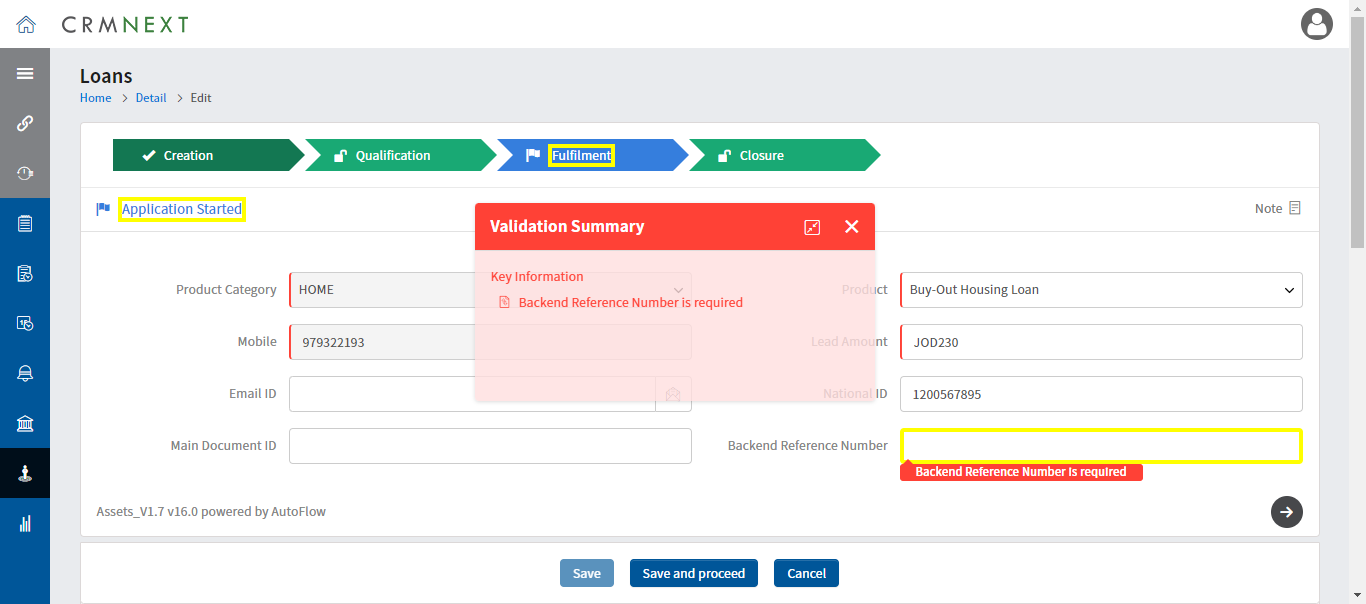 CRMNEXT
Loans
Home > Detail > Edit
Creation Qualification Fulfilment Closure
Application Started
Note
Validation Summary
Key Information
Backend Reference Number is required
Product Category HOME
Product Buy-Out Housing Loan
Mobile 979322193
Lead Amount JOD230
Email ID
National ID 1200567895
Main Document ID
Backend Reference Number
Backend Reference Number is required
Assets_V1.7 v16.0 powered by AutoFlow
Save Save and proceed Cancel